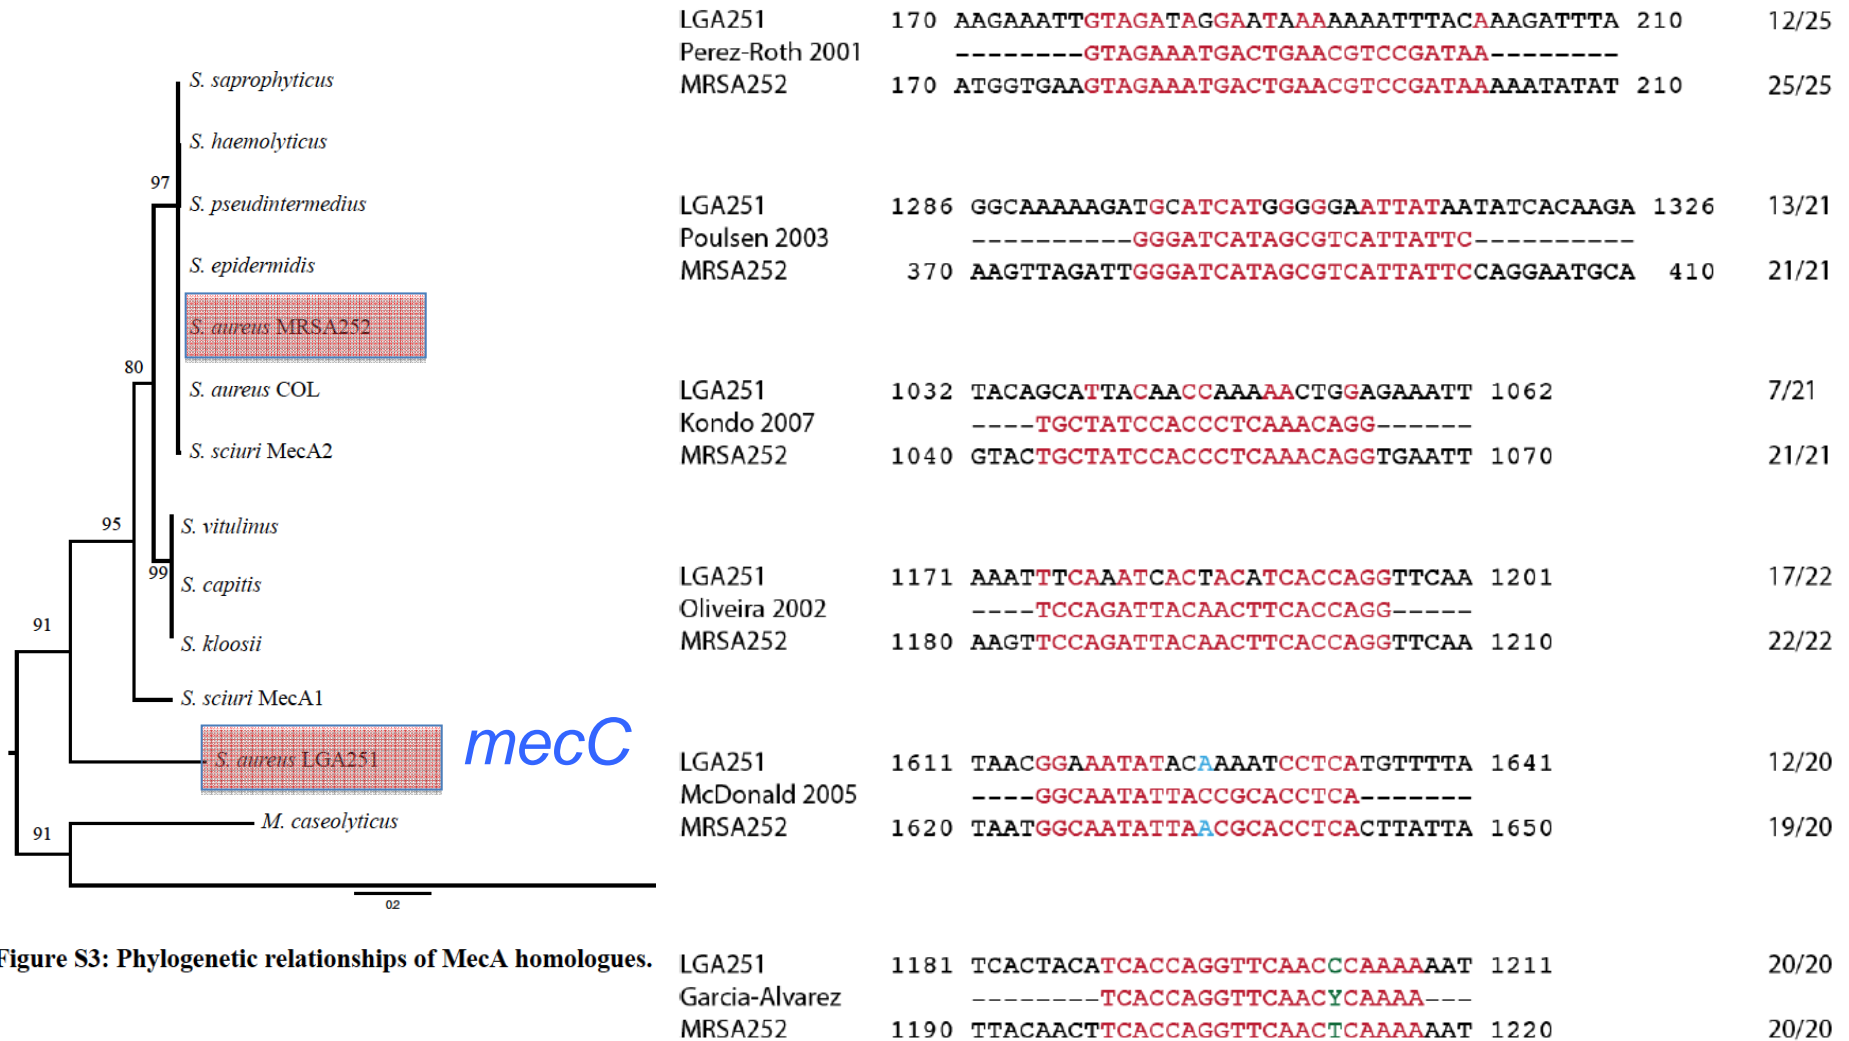 S. saprophyticus
S. haemolyticus
97
S. pseudintermedius
S. epidermidis
S. aureus MRSA252
80
S. aureus COL
S. sciuri MecA2
95
S. vitulinus
99
S. capitis
91
S. kloosii
S. sciuri MecA1
S. aureus LGA251
mecC
M. caseolyticus
91
0.2
Figure S3: Phylogenetic relationships of MecA homologues.
LGA251 170 AAGAAATTGTAGATAGGAATAAAAAAAATTTACAAAGATTTA 210 12/25
Perez-Roth 2001 --------GTAGAAATGACTGAACGTCCGATAA--------
MRSA252 170 ATGGTGAAGTAGAAATGACTGAACGTCCGATAAAAATATAT 210 25/25
LGA251 1286 GGCAAAAAGATGCATCATGGGGGAATTATAATATCACAAGA 1326 13/21
Poulsen 2003 ----------GGGATCATAGCGTCATTATTC----------
MRSA252 370 AAGTTAGATTGGGATCATAGCGTCATTATTCCAGGAATGCA 410 21/21
LGA251 1032 TACAGCATTACAACCAAAAAACTGGAGAAATT 1062 7/21
Kondo 2007 ----TGCTATCCACCCTCAAACAGG------
MRSA252 1040 GTACTGCTATCCACCCTCAAACAGGTGAATT 1070 21/21
LGA251 1171 AAATTTCAAATCACTACATCACCAGGTTCAA 1201 17/22
Oliveira 2002 ----TCCAGATTACAACTTCACCAGG-----
MRSA252 1180 AAGTTCCAGATTACAACTTCACCAGGTTCAA 1210 22/22
LGA251 1611 TAACGGAAAATATACAAAAATCCTCATGTTTTA 1641 12/20
McDonald 2005 ----GGCAATATTACCGCACCTCA-------
MRSA252 1620 TAATGGCAATATTAACGCACCTCACTTATTA 1650 19/20
LGA251 1181 TCACTACATCACCAGGTTCAACCCAAAAAAT 1211 20/20
Garcia-Alvarez --------TCACCAGGTTCAACYCAAAA---
MRSA252 1190 TTACAACTTCACCAGGTTCAACTCAAAAAAT 1220 20/20